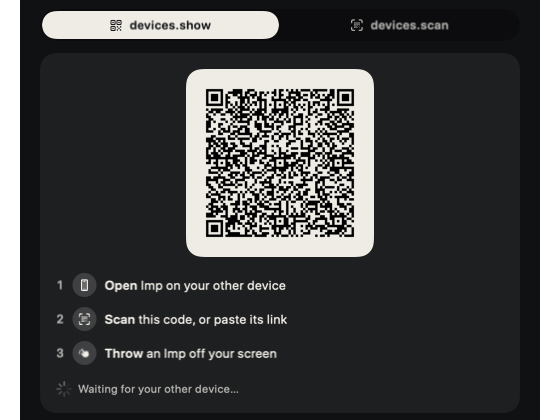 devices.show
devices.scan
1 Open Imp on your other device
2 Scan this code, or paste its link
3 Throw an Imp off your screen
Waiting for your other device...